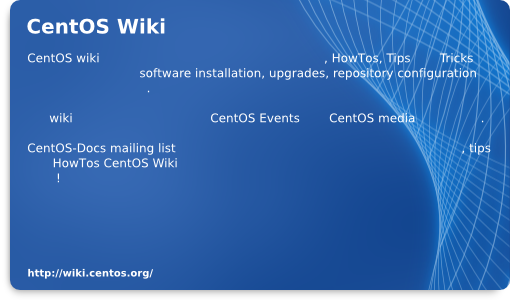 CentOS Wiki
CentOS wiki , HowTos, Tips Tricks
software installation, upgrades, repository configuration
.
wiki CentOS Events CentOS media .
CentOS-Docs mailing list , tips
HowTos CentOS Wiki
!
http://wiki.centos.org/